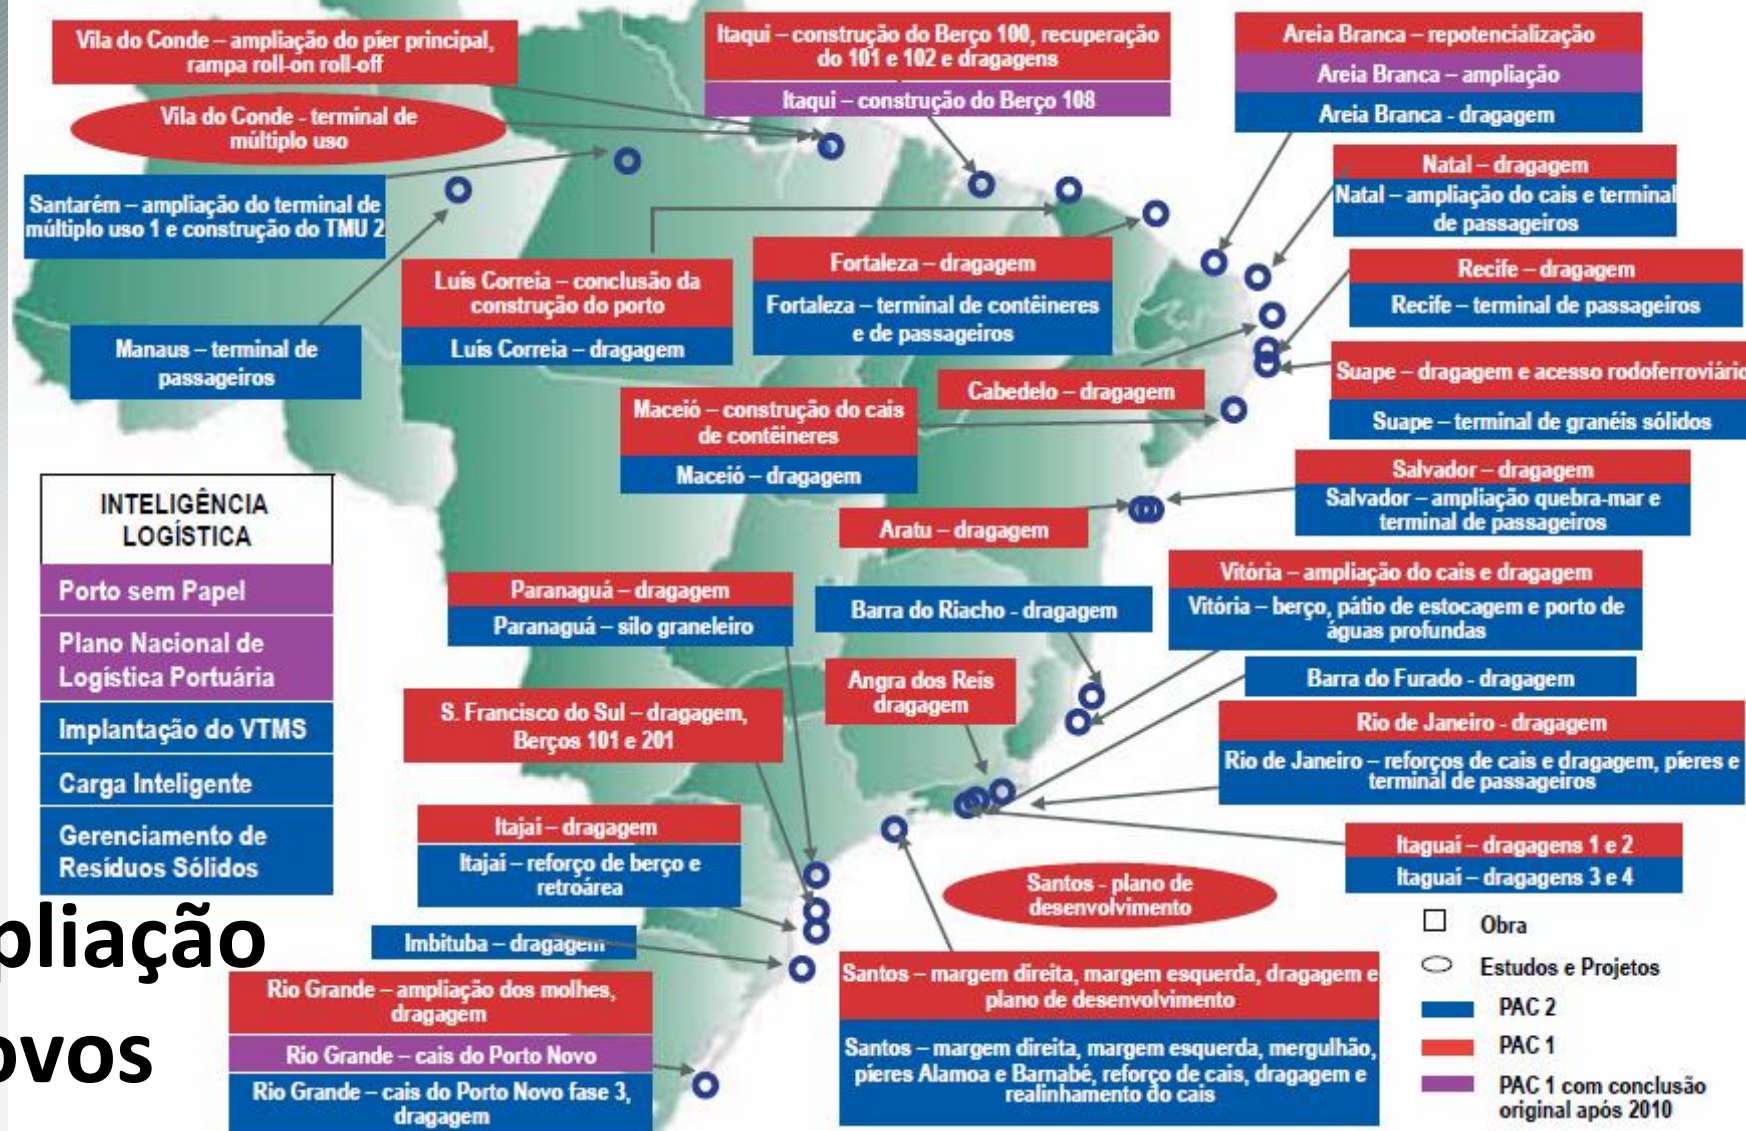 Vila do Conde – ampliação do píer principal,
rampa roll-on roll-off
Vila do Conde - terminal de
múltiplo uso
Santarém – ampliação do terminal de
múltiplo uso 1 e construção do TMU 2
Manaus – terminal de
passageiros
Itaqui – construção do Berço 100, recuperação
do 101 e 102 e dragagens
Itaqui – construção do Berço 108
Areia Branca – repotencialização
Areia Branca – ampliação
Areia Branca - dragagem
Natal – dragagem
Natal – ampliação do cais e terminal
de passageiros
Luís Correia – conclusão da
construção do porto
Luís Correia – dragagem
Fortaleza – dragagem
Fortaleza – terminal de contêineres
e de passageiros
Recife – dragagem
Recife – terminal de passageiros
Cabedelo – dragagem
Suape – dragagem e acesso rodoferroviário
Suape – terminal de granéis sólidos
Maceió – construção do cais
de contêineres
Maceió – dragagem
Salvador – dragagem
Salvador – ampliação quebra-mar e
terminal de passageiros
Aratu – dragagem
INTELIGÊNCIA
LOGÍSTICA
Porto sem Papel
Plano Nacional de
Logística Portuária
Implantação do VTMS
Carga Inteligente
Gerenciamento de
Resíduos Sólidos
Paranaguá – dragagem
Paranaguá – silo graneleiro
Barra do Riacho - dragagem
Vitória – ampliação do cais e dragagem
Vitória – berço, pátio de estocagem e porto de
águas profundas
Angra dos Reis
dragagem
Barra do Furado - dragagem
S. Francisco do Sul – dragagem,
Berços 101 e 201
Rio de Janeiro - dragagem
Rio de Janeiro – reforços de cais e dragagem, píeres e
terminal de passageiros
Itajaí – dragagem
Itajaí – reforço de berço e
retroárea
Itaguaí – dragagens 1 e 2
Itaguaí – dragagens 3 e 4
Santos - plano de
desenvolvimento
Imbituba – dragagem
pliação
ovos
Rio Grande – ampliação dos molhes,
dragagem
Rio Grande – cais do Porto Novo
Rio Grande – cais do Porto Novo fase 3,
dragagem
Santos – margem direita, margem esquerda, dragagem e
plano de desenvolvimento
Santos – margem direita, margem esquerda, mergulhão,
píeres Alamoa e Barnabé, reforço de cais, dragagem e
realinhamento do cais
Obra
Estudos e Projetos
PAC 2
PAC 1
PAC 1 com conclusão
original após 2010